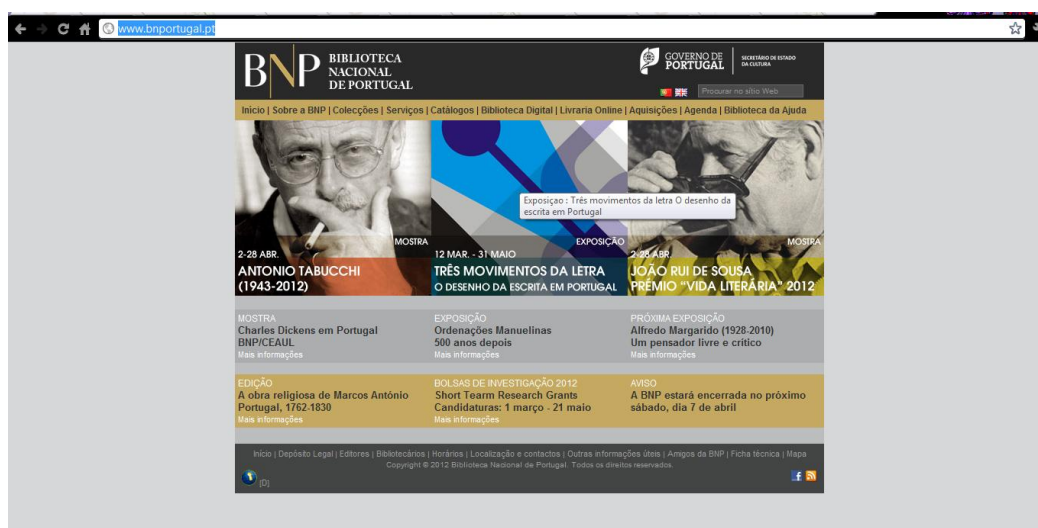 www.bnportugal.pt
BNP BIBLIOTECA
NACIONAL
DE PORTUGAL
GOVERNO DE
PORTUGAL
SECRETÁRIO DE ESTADO
DA CULTURA
Procurar no sítio Web
Início | Sobre a BNP | Colecções | Serviços | Catálogos | Biblioteca Digital | Livraria Online | Aquisições | Agenda | Biblioteca da Ajuda
Exposiçao : Três movimentos da letra O desenho da
escrita em Portugal
MOSTRA
2-28 ABR.
ANTONIO TABUCCHI
(1943-2012)
EXPOSIÇÃO
12 MAR. - 31 MAIO
TRÊS MOVIMENTOS DA LETRA
O DESENHO DA ESCRITA EM PORTUGAL
MOSTRA
2-28 ABR.
JOÃO RUI DE SOUSA
PRÉMIO “VIDA LITERÁRIA” 2012
MOSTRA
Charles Dickens em Portugal
BNP/CEAUL
Mais informações
EXPOSIÇÃO
Ordenações Manuelinas
500 anos depois
Mais informações
PRÓXIMA EXPOSIÇÃO
Alfredo Margarido (1928-2010)
Um pensador livre e crítico
Mais informações
EDIÇÃO
A obra religiosa de Marcos António
Portugal, 1762-1830
Mais informações
BOLSAS DE INVESTIGAÇÃO 2012
Short Tearm Research Grants
Candidaturas: 1 março - 21 maio
Mais informações
AVISO
A BNP estará encerrada no próximo
sábado, dia 7 de abril
Início | Depósito Legal | Editores | Bibliotecários | Horários | Localização e contactos | Outras informações úteis | Amigos da BNP | Ficha técnica | Mapa
Copyright © 2012 Biblioteca Nacional de Portugal. Todos os direitos reservados.
[D]